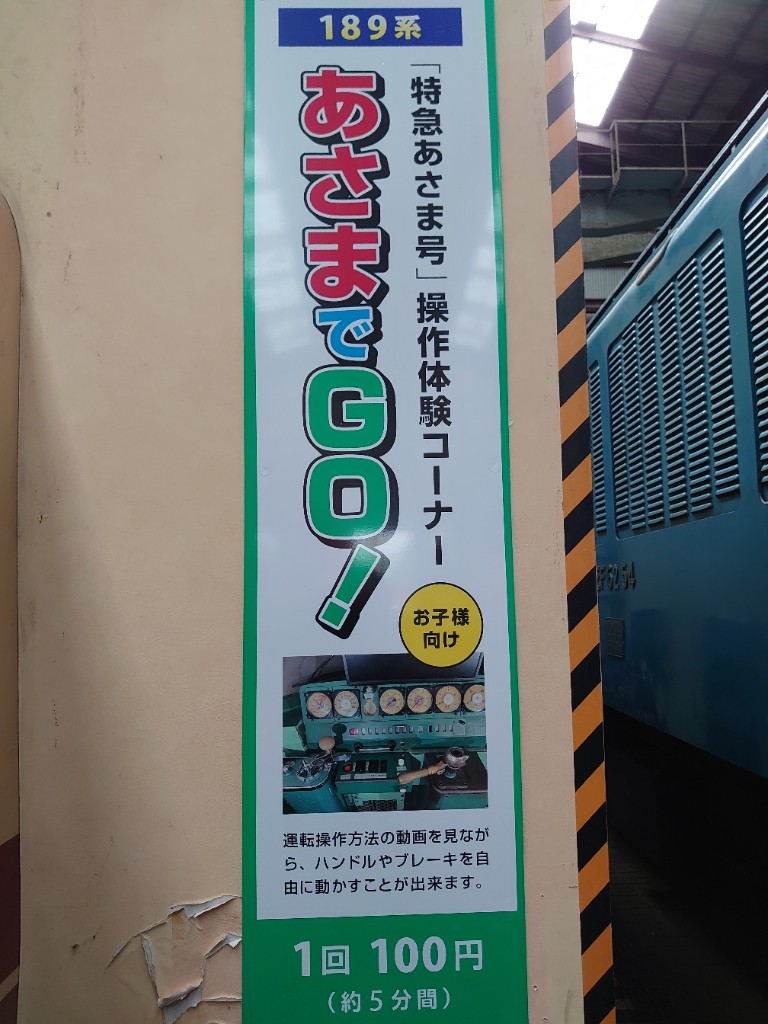 189系
「特急あさま号」操作体験コーナー
あさまでGO!
お子様
向け
運転操作方法の動画を見なが
ら、ハンドルやブレーキを自
由に動かすことが出来ます。
1回 100円
(約5分間)
EF62 54